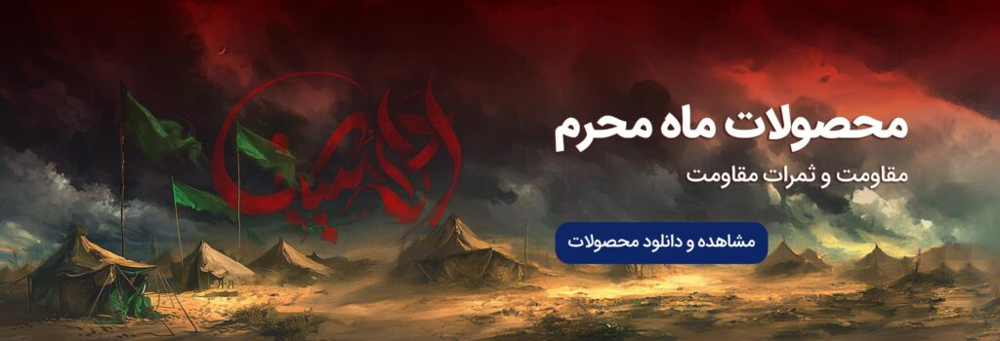 محصولات ماه محرم
مقاومت و ثمرات مقاومت
مشاهده و دانلود محصولات